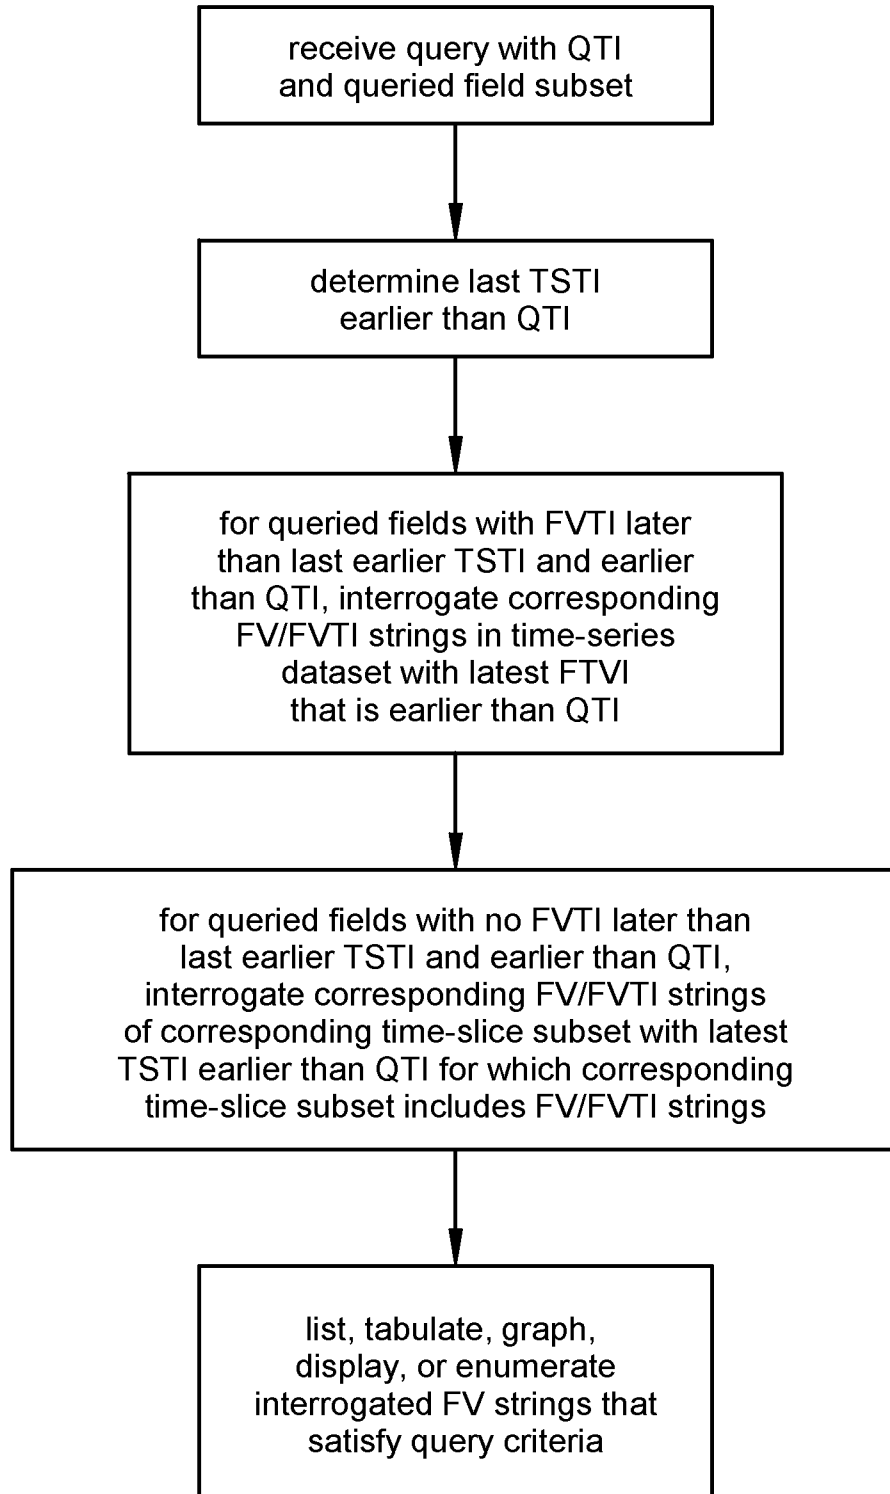 receive query with QTI
and queried field subset
determine last TSTI
earlier than QTI
for queried fields with FVTI later
than last earlier TSTI and earlier
than QTI, interrogate corresponding
FV/FVTI strings in time-series
dataset with latest FTVI
that is earlier than QTI
for queried fields with no FVTI later than
last earlier TSTI and earlier than QTI,
interrogate corresponding FV/FVTI strings
of corresponding time-slice subset with latest
TSTI earlier than QTI for which corresponding
time-slice subset includes FV/FVTI strings
list, tabulate, graph,
display, or enumerate
interrogated FV strings that
satisfy query criteria